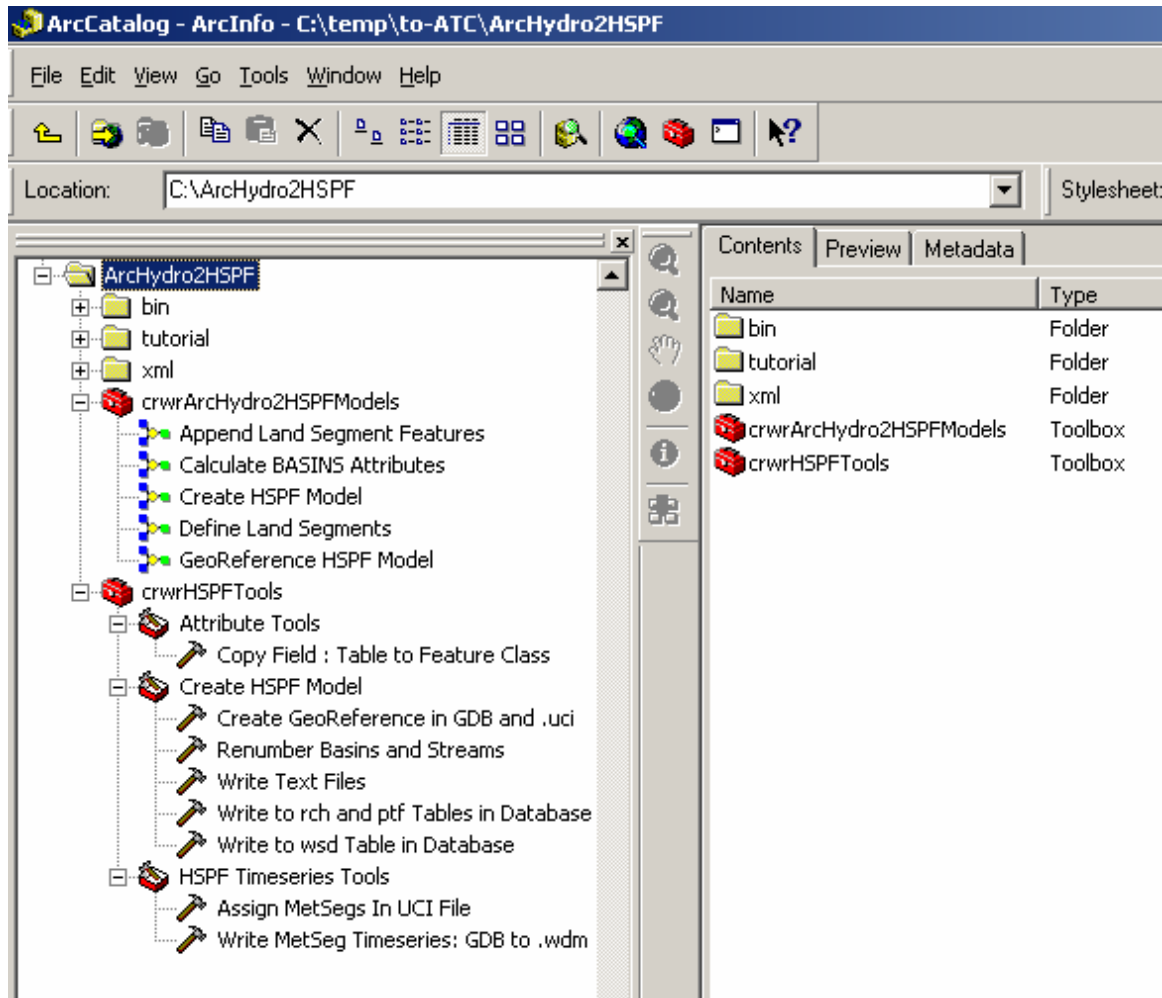 ArcCatalog - ArcInfo - C:\temp\to-ATC\ArcHydro2HSPF
File Edit View Go Tools Window Help
Location: C:\ArcHydro2HSPF Stylesheet:
ArcHydro2HSPF
bin
tutorial
xml
crwrArcHydro2HSPFModels
Append Land Segment Features
Calculate BASINS Attributes
Create HSPF Model
Define Land Segments
GeoReference HSPF Model
crwrHSPFTools
Attribute Tools
Copy Field : Table to Feature Class
Create HSPF Model
Create GeoReference in GDB and .uci
Renumber Basins and Streams
Write Text Files
Write to rch and ptf Tables in Database
Write to wsd Table in Database
HSPF Timeseries Tools
Assign MetSegs In UCI File
Write MetSeg Timeseries: GDB to .wdm
Contents Preview Metadata
Name Type
bin Folder
tutorial Folder
xml Folder
crwrArcHydro2HSPFModels Toolbox
crwrHSPFTools Toolbox